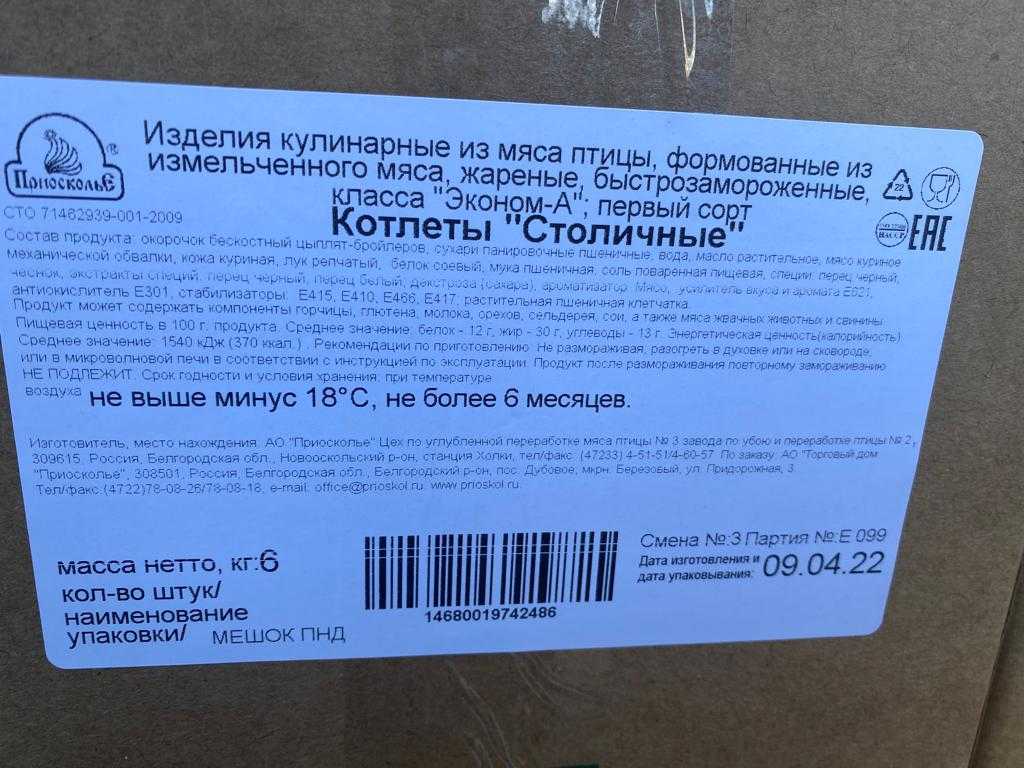 Приосколье®
Изделия кулинарные из мяса птицы, формованные из
измельченного мяса, жареные, быстрозамороженные,
класса "Эконом-А"; первый сорт
Котлеты "Столичные"
22
ЕАС
СТО 71462939-001-2009
Состав продукта: окорочок бескостный цыплят-бройлеров, сухари панировочные пшеничные, вода, масло растительное, мясо куриное
механической обвалки, кожа куриная, лук репчатый, белок соевый, мука пшеничная, соль поваренная пищевая, специи: перец черный,
чеснок, экстракты специй, перец черный, перец белый, декстроза (сахара), ароматизатор: Мясо, усилитель вкуса и аромата Е621,
антиокислитель Е301, стабилизаторы: Е415, Е410, Е466, Е417, растительная пшеничная клетчатка.
Продукт может содержать компоненты горчицы, глютена, молока, орехов, сельдерея, сои, а также мяса жвачных животных и свинины.
Пищевая ценность в 100 г. продукта. Среднее значение: белок - 12 г, жир - 30 г, углеводы - 13 г. Энергетическая ценность(калорийность)
Среднее значение: 1540 кДж (370 ккал.) . Рекомендации по приготовлению: Не размораживая, разогреть в духовке или на сковороде,
или в микроволновой печи в соответствии с инструкцией по эксплуатации. Продукт после размораживания повторному замораживанию
НЕ ПОДЛЕЖИТ. Срок годности и условия хранения: при температуре
воздуха не выше минус 18°С, не более 6 месяцев.
Изготовитель, место нахождения: АО "Приосколье" Цех по углубленной переработке мяса птицы № 3 завода по убою и переработке птицы № 2,
309615, Россия, Белгородская обл., Новооскольский р-он, станция Холки, тел/факс: (47233) 4-51-51/4-60-57 По заказу: АО "Торговый дом
"Приосколье", 308501, Россия, Белгородская обл., Белгородский р-он, пос. Дубовое, мкрн. Березовый, ул. Придорожная, 3.
Тел/факс:(4722)78-08-26/78-08-18, e-mail: office@prioskol.ru. www.prioskol.ru.
масса нетто, кг:6
кол-во штук/
наименование
упаковки/ МЕШОК ПНД
14680019742486
Смена №:3 Партия №:Е 099
Дата изготовления и
дата упаковывания: 09.04.22